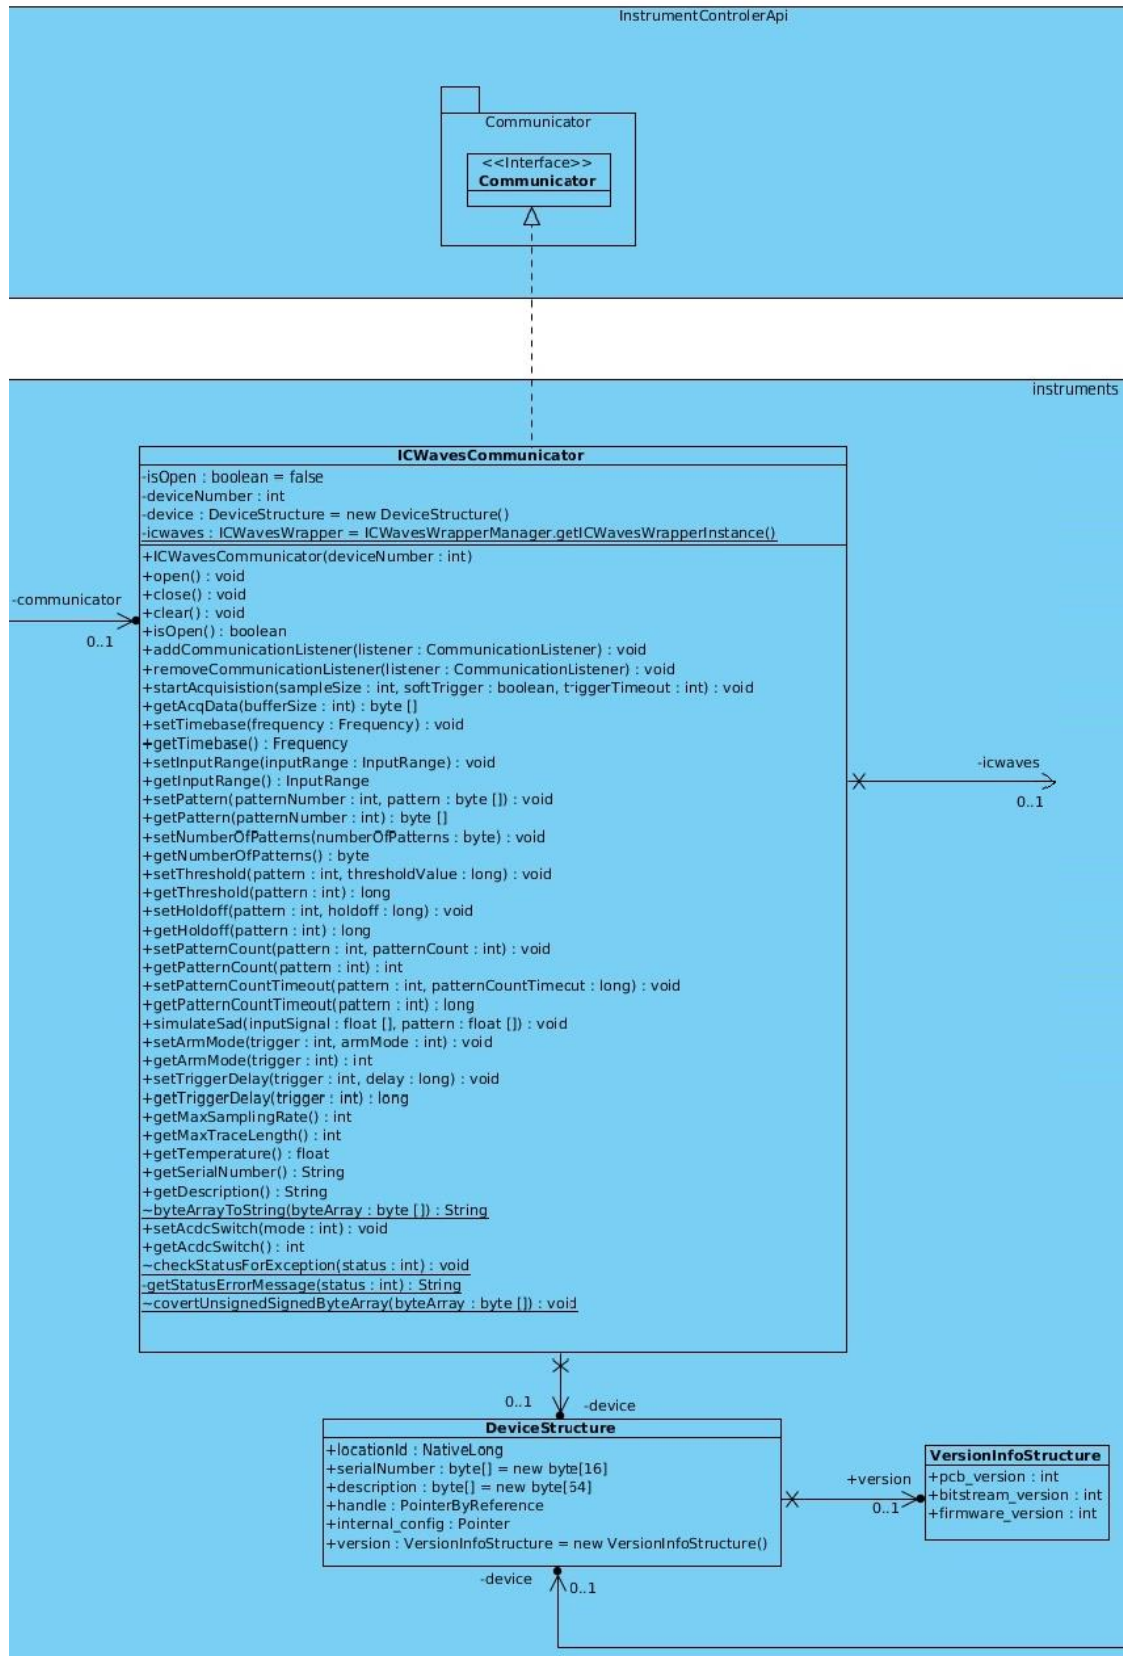 InstrumentControlerApi
Communicator
<<Interface>>
Communicator
instruments
ICWavesCommunicator
-isOpen : boolean = false
-deviceNumber : int
-device : DeviceStructure = new DeviceStructure()
-icwaves : ICWavesWrapper = ICWavesWrapperManager.getICWavesWrapperInstance()
+ICWavesCommunicator(deviceNumber : int)
+open() : void
+close() : void
+clear() : void
+isOpen() : boolean
+addCommunicationListener(listener : CommunicationListener) : void
+removeCommunicationListener(listener : CommunicationListener) : void
+startAcquisistion(sampleSize : int, softTrigger : boolean, triggerTimeout : int) : void
+getAcqData(bufferSize : int) : byte []
+setTimebase(frequency : Frequency) : void
+getTimebase() : Frequency
+setInputRange(inputRange : InputRange) : void
+getInputRange() : InputRange
+setPattern(patternNumber : int, pattern : byte []) : void
+getPattern(patternNumber : int) : byte []
+setNumberOfPatterns(numberOfPatterns : byte) : void
+getNumberOfPatterns() : byte
+setThreshold(pattern : int, thresholdValue : long) : void
+getThreshold(pattern : int) : long
+setHoldoff(pattern : int, holdoff : long) : void
+getHoldoff(pattern : int) : long
+setPatternCount(pattern : int, patternCount : int) : void
+getPatternCount(pattern : int) : int
+setPatternCountTimeout(pattern : int, patternCountTimeout : long) : void
+getPatternCountTimeout(pattern : int) : long
+simulateSad(inputSignal : float [], pattern : float []) : void
+setArmMode(trigger : int, armMode : int) : void
+getArmMode(trigger : int) : int
+setTriggerDelay(trigger : int, delay : long) : void
+getTriggerDelay(trigger : int) : long
+getMaxSamplingRate() : int
+getMaxTraceLength() : int
+getTemperature() : float
+getSerialNumber() : String
+getDescription() : String
~byteArrayToString(byteArray : byte []) : String
+setAcdcSwitch(mode : int) : void
+getAcdcSwitch() : int
~checkStatusForException(status : int) : void
-getStatusErrorMessage(status : int) : String
~covertUnsignedSignedByteArray(byteArray : byte []) : void
-communicator
0..1
-icwaves
0..1
0..1
-device
DeviceStructure
+locationId : NativeLong
+serialNumber : byte[] = new byte[16]
+description : byte[] = new byte[64]
+handle : PointerByReference
+internal_config : Pointer
+version : VersionInfoStructure = new VersionInfoStructure()
+version
0..1
VersionInfoStructure
+pcb_version : int
+bitstream_version : int
+firmware_version : int
-device
0..1